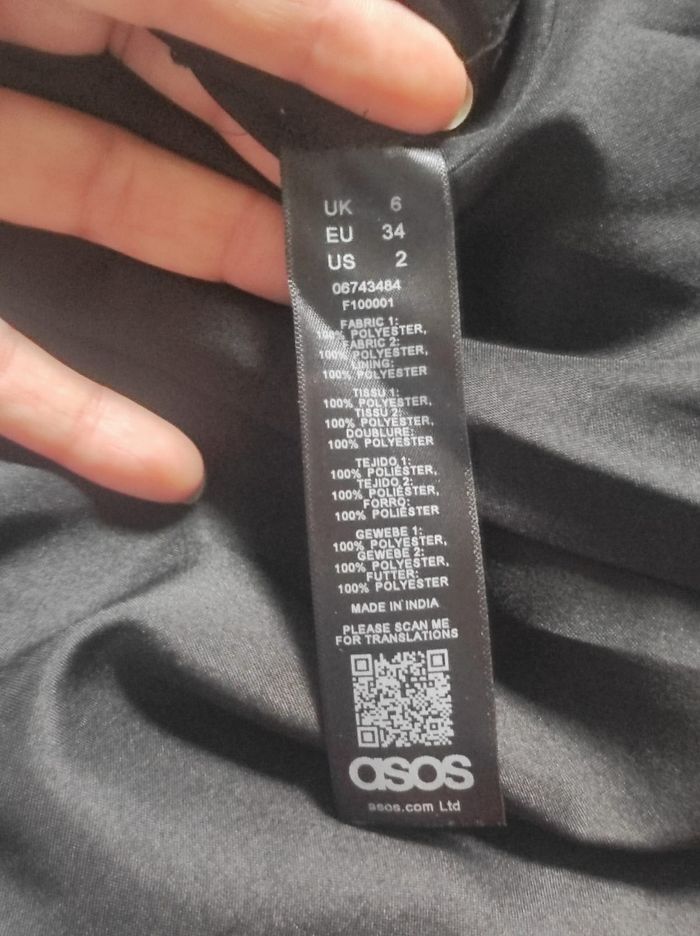 UK 6
EU 34
US 2
06743484
F100001
FABRIC 1:
100% POLYESTER,
FABRIC 2:
100% POLYESTER,
LINING:
100% POLYESTER
TISSU 1:
100% POLYESTER,
TISSU 2:
100% POLYESTER,
DOUBLURE:
100% POLYESTER
TEJIDO 1:
100% POLIÉSTER,
TEJIDO 2:
100% POLIÉSTER,
FORRO:
100% POLIÉSTER
GEWEBE 1:
100% POLYESTER,
GEWEBE 2:
100% POLYESTER,
FUTTER:
100% POLYESTER
MADE IN INDIA
PLEASE SCAN ME
FOR TRANSLATIONS
asos
asos.com Ltd